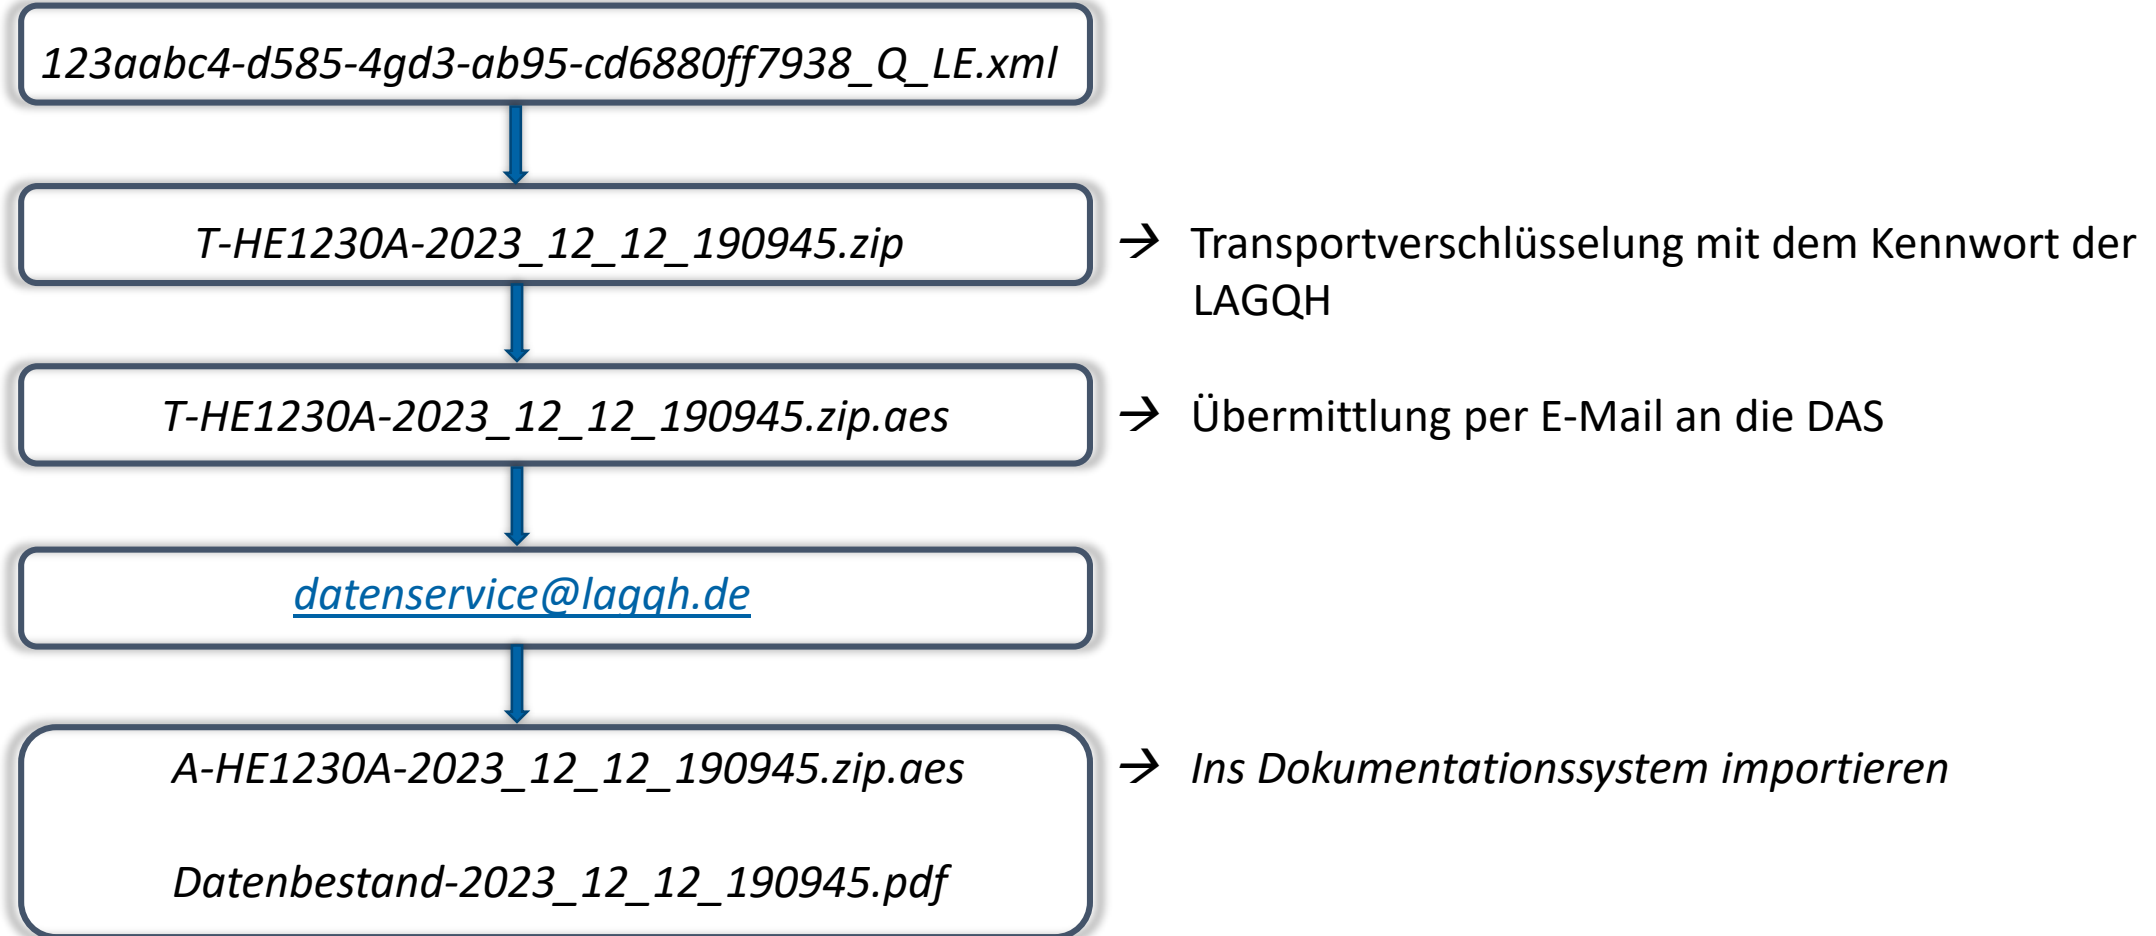 123aabc4-d585-4gd3-ab95-cd6880ff7938_Q_LE.xml
T-HE1230A-2023_12_12_190945.zip
→ Transportverschlüsselung mit dem Kennwort der
LAGQH
T-HE1230A-2023_12_12_190945.zip.aes
→ Übermittlung per E-Mail an die DAS
datenservice@lagqh.de
A-HE1230A-2023_12_12_190945.zip.aes
→ Ins Dokumentationssystem importieren
Datenbestand-2023_12_12_190945.pdf